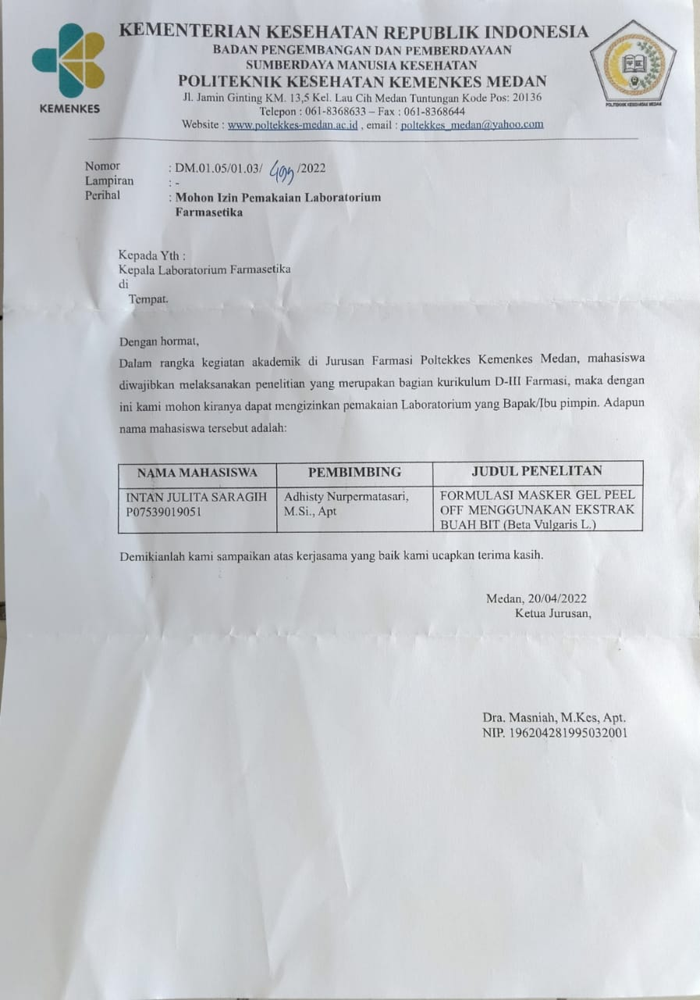 KEMENTERIAN KESEHATAN REPUBLIK INDONESIA
BADAN PENGEMBANGAN DAN PEMBERDAYAAN
SUMBERDAYA MANUSIA KESEHATAN
POLITEKNIK KESEHATAN KEMENKES MEDAN
Jl. Jamin Ginting KM. 13,5 Kel. Lau Cih Medan Tuntungan Kode Pos: 20136
Telepon : 061-8368633 – Fax : 061-8368644
Website : www.poltekkes-medan.ac.id , email : poltekkes_medan@yahoo.com
KEMENKES
POLITEKNIK KESEHATAN MEDAN
Nomor : DM.01.05/01.03/ /2022
Lampiran : -
Perihal : Mohon Izin Pemakaian Laboratorium
Farmasetika
Kepada Yth :
Kepala Laboratorium Farmasetika
di
Tempat.
Dengan hormat,
Dalam rangka kegiatan akademik di Jurusan Farmasi Poltekkes Kemenkes Medan, mahasiswa
diwajibkan melaksanakan penelitian yang merupakan bagian kurikulum D-III Farmasi, maka dengan
ini kami mohon kiranya dapat mengizinkan pemakaian Laboratorium yang Bapak/Ibu pimpin. Adapun
nama mahasiswa tersebut adalah:
NAMA MAHASISWA PEMBIMBING JUDUL PENELITAN
INTAN JULITA SARAGIH Adhisty Nurpermatasari, FORMULASI MASKER GEL PEEL
P07539019051 M.Si., Apt OFF MENGGUNAKAN EKSTRAK
BUAH BIT (Beta Vulgaris L.)
Demikianlah kami sampaikan atas kerjasama yang baik kami ucapkan terima kasih.
Medan, 20/04/2022
Ketua Jurusan,
Dra. Masniah, M.Kes, Apt.
NIP. 196204281995032001